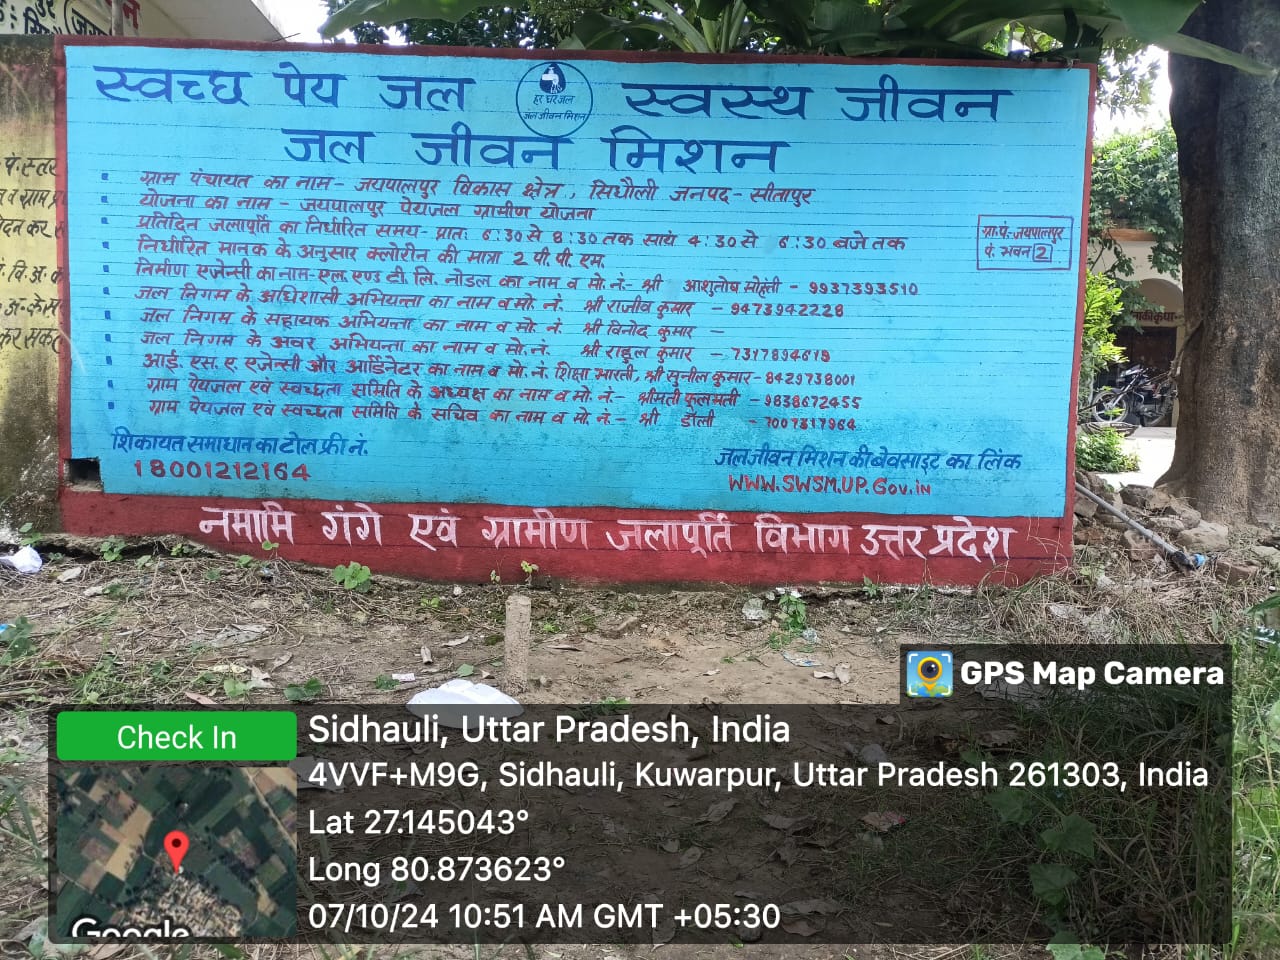 स्वच्छ पेय जल स्वस्थ जीवन
हर घर जल
जल जीवन मिशन
जल जीवन मिशन
ग्राम पंचायत का नाम- जयपालपुर विकास क्षेत्र, सिधौली जनपद- सीतापुर
योजना का नाम - जयपालपुर पेयजल ग्रामीण योजना
प्रतिदिन जलापूर्ति का निर्धारित समय- प्रातः 6:30 से 8:30 तक सायं 4:30 से 6:30 बजे तक
निर्धारित मानक के अनुसार क्लोरीन की मात्रा 2 पी. पी. एम.
निर्माण एजेन्सी का नाम- एल. एण्ड टी. लि. नोडल का नाम व मो. नं.- श्री आशुतोष मोहंती - 9937393510
जल निगम के अधिशासी अभियन्ता का नाम व मो. नं. श्री राजीव कुमार - 9473942228
जल निगम के सहायक अभियन्ता का नाम व मो. नं. श्री विनोद कुमार -
जल निगम के अवर अभियन्ता का नाम व मो. नं. श्री राहुल कुमार - 7317894619
आई. एस. ए. एजेन्सी और आर्डिनेटर का नाम व मो. नं. शिक्षा भारती, श्री सुनील कुमार - 8429738001
ग्राम पेयजल एवं स्वच्छता समिति के अध्यक्ष का नाम व मो. नं.- श्रीमती फूलमती - 9838672455
ग्राम पेयजल एवं स्वच्छता समिति के सचिव का नाम व मो. नं.- श्री डॉली - 7007317964
ग्रा. पं.- जयपालपुर
पं. भवन 2
शिकायत समाधान का टोल फ्री नं.
18001212164
जल जीवन मिशन की बेवसाइट का लिंक
WWW.SWSM.UP.Gov.in
नमामि गंगे एवं ग्रामीण जलापूर्ति विभाग उत्तर प्रदेश
GPS Map Camera
Check In
Sidhauli, Uttar Pradesh, India
4VVF+M9G, Sidhauli, Kuwarpur, Uttar Pradesh 261303, India
Lat 27.145043°
Long 80.873623°
07/10/24 10:51 AM GMT +05:30
Google